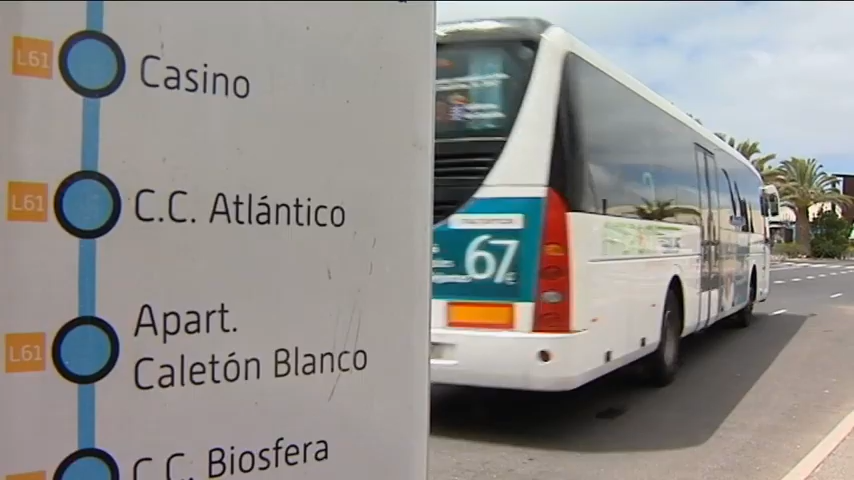 L61
Casino
L61
C.C. Atlántico
L61
Apart.
Caletón Blanco
C.C. Biosfera
67€